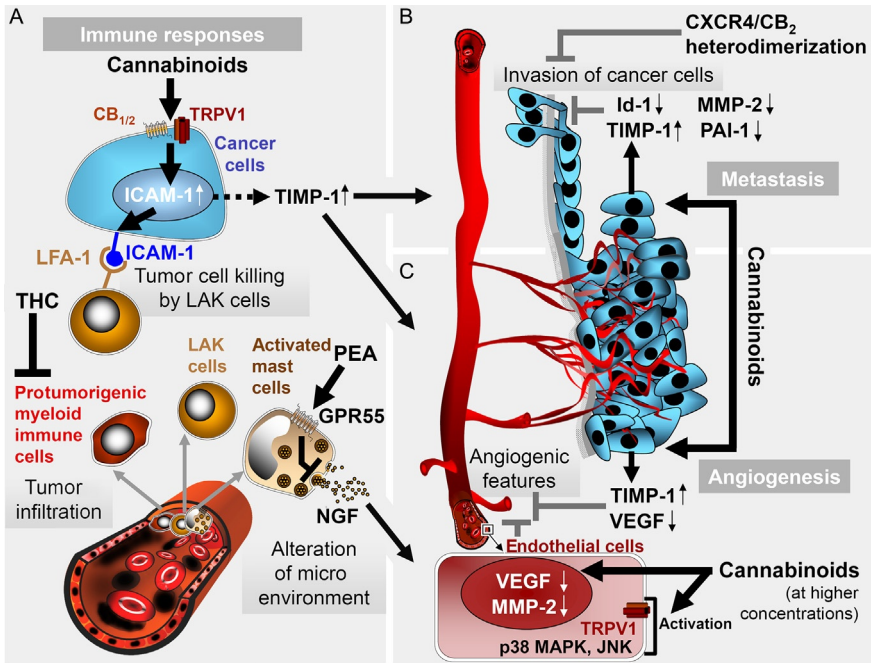 A
Immune responses
Cannabinoids
CB1/2
TRPV1
Cancer
cells
ICAM-1↑
TIMP-1↑
LFA-1
ICAM-1
Tumor cell killing
by LAK cells
THC
Protumorigenic
myeloid
immune
cells
LAK
cells
Activated
mast
cells
PEA
GPR55
Tumor
infiltration
NGF
Alteration
of micro
environment
B
CXCR4/CB2
heterodimerization
Invasion of cancer cells
Id-1↓ MMP-2↓
TIMP-1↑ PAI-1↓
Metastasis
Cannabinoids
C
Angiogenic
features
Angiogenesis
TIMP-1↑
VEGF↓
Endothelial cells
VEGF↓
MMP-2↓
TRPV1
p38 MAPK, JNK
Cannabinoids
(at higher
concentrations)
Activation